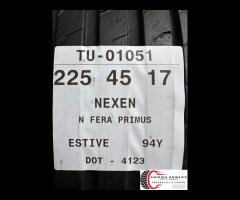 TU-01051
225 45 17
NEXEN
N FERA PRIMUS
ESTIVE 94Y
DOT - 4123